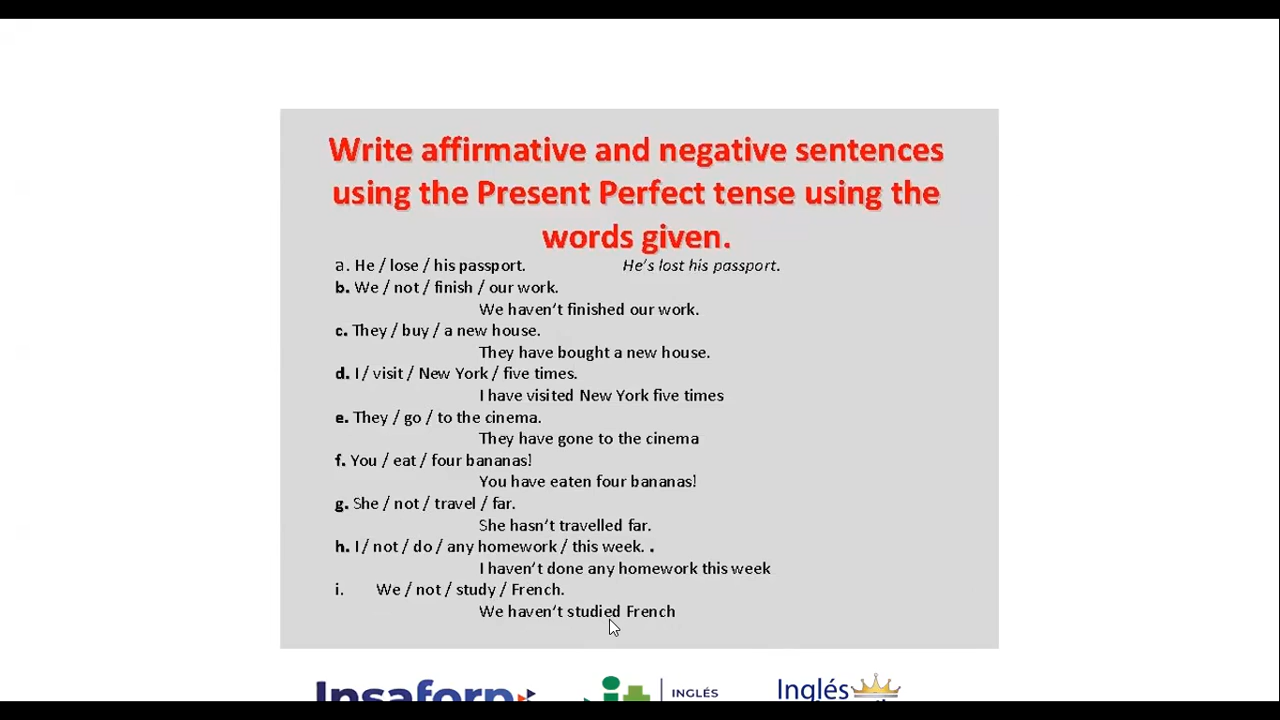 Write affirmative and negative sentences
using the Present Perfect tense using the
words given.
a. He / lose / his passport. He's lost his passport.
b. We / not / finish / our work.
We haven't finished our work.
c. They / buy / a new house.
They have bought a new house.
d. I / visit / New York / five times.
I have visited New York five times
e. They / go / to the cinema.
They have gone to the cinema
f. You / eat / four bananas!
You have eaten four bananas!
g. She / not / travel / far.
She hasn't travelled far.
h. I / not / do / any homework / this week. .
I haven't done any homework this week
i. We / not / study / French.
We haven't studied French
Insaforp INGLÉS Inglés